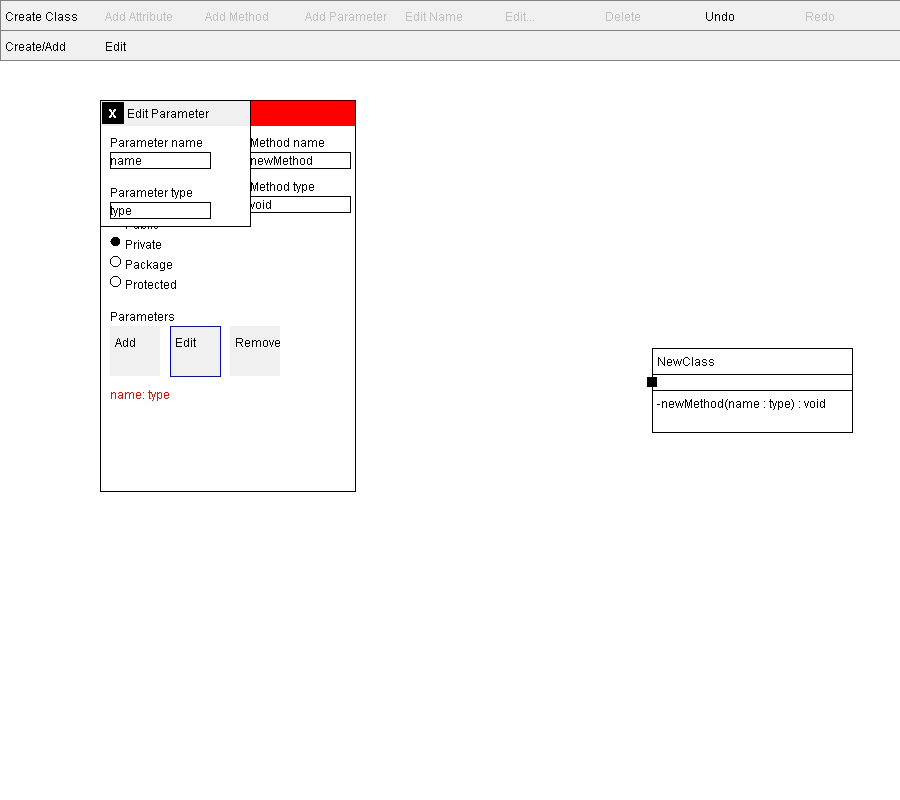 Create Class Add Attribute Add Method Add Parameter Edit Name Edit... Delete Undo Redo
Create/Add Edit
X Edit Parameter
Parameter name Method name
name newMethod
Parameter type Method type
type void
Public
Private
Package
Protected
Parameters
Add Edit Remove
name: type
NewClass
-newMethod(name : type) : void